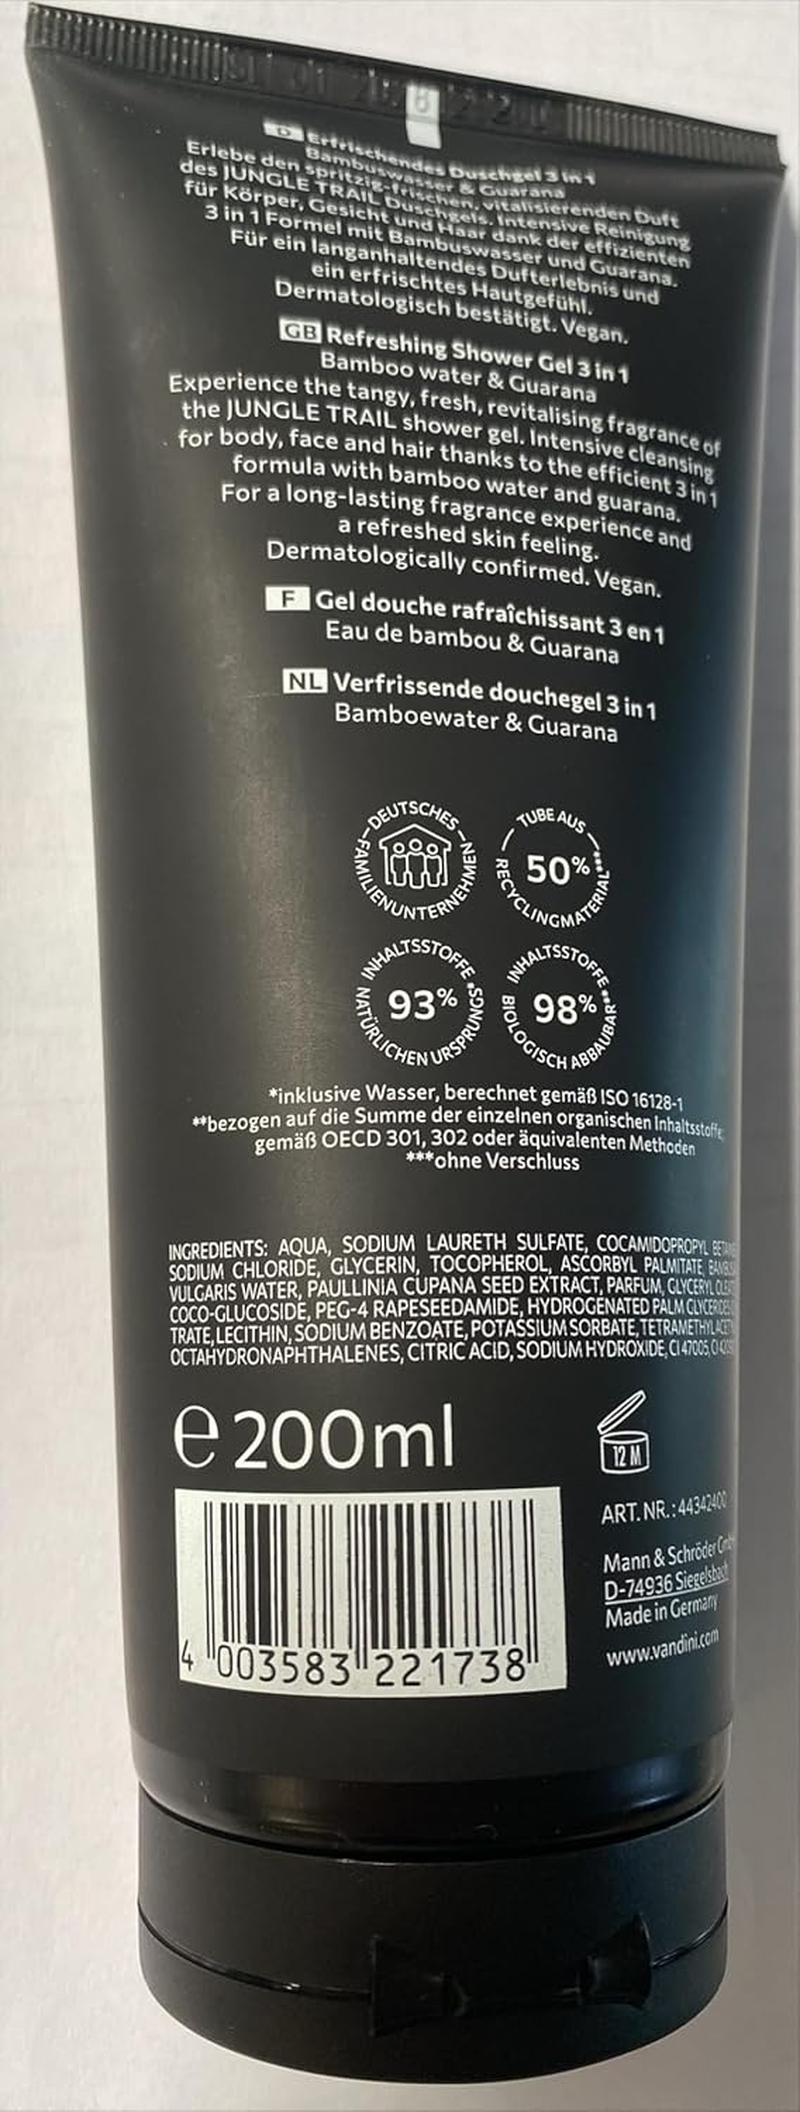 D Erfrischendes Duschgel 3 in 1
Bambuswasser & Guarana
Erlebe den spritzig-frischen, vitalisierenden Duft
des JUNGLE TRAIL Duschgels. Intensive Reinigung
für Körper, Gesicht und Haar dank der effizienten
3 in 1 Formel mit Bambuswasser und Guarana.
Für ein langanhaltendes Dufterlebnis und
ein erfrischtes Hautgefühl.
Dermatologisch bestätigt. Vegan.
GB Refreshing Shower Gel 3 in 1
Bamboo water & Guarana
Experience the tangy, fresh, revitalising fragrance of
the JUNGLE TRAIL shower gel. Intensive cleansing
for body, face and hair thanks to the efficient 3 in 1
formula with bamboo water and guarana.
For a long-lasting fragrance experience and
a refreshed skin feeling.
Dermatologically confirmed. Vegan.
F Gel douche rafraîchissant 3 en 1
Eau de bambou & Guarana
NL Verfrissende douchegel 3 in 1
Bamboewater & Guarana
DEUTSCHES
FAMILIENUNTERNEHMEN
TUBE AUS
50%
RECYCLINGMATERIAL***
INHALTSSTOFFE
93%
NATÜRLICHEN URSPRUNGS*
INHALTSSTOFFE
98%
BIOLOGISCH ABBAUBAR**
*inklusive Wasser, berechnet gemäß ISO 16128-1
**bezogen auf die Summe der einzelnen organischen Inhaltsstoffe,
gemäß OECD 301, 302 oder äquivalenten Methoden
***ohne Verschluss
INGREDIENTS: AQUA, SODIUM LAURETH SULFATE, COCAMIDOPROPYL
SODIUM CHLORIDE, GLYCERIN, TOCOPHEROL, ASCORBYL PALMITATE,
VULGARIS WATER, PAULLINIA CUPANA SEED EXTRACT, PARFUM, GLYCERYL
COCO-GLUCOSIDE, PEG-4 RAPESEEDAMIDE, HYDROGENATED PALM GLYCERIDES
TRATE, LECITHIN, SODIUM BENZOATE, POTASSIUM SORBATE,
OCTAHYDRONAPHTHALENES, CITRIC ACID, SODIUM HYDROXIDE, CI 47005, CI
e 200ml
12 M
ART. NR.: 44342400
Mann & Schröder
D-74936 Siegelsbach
Made in Germany
www.vandini.com
4 003583 221738